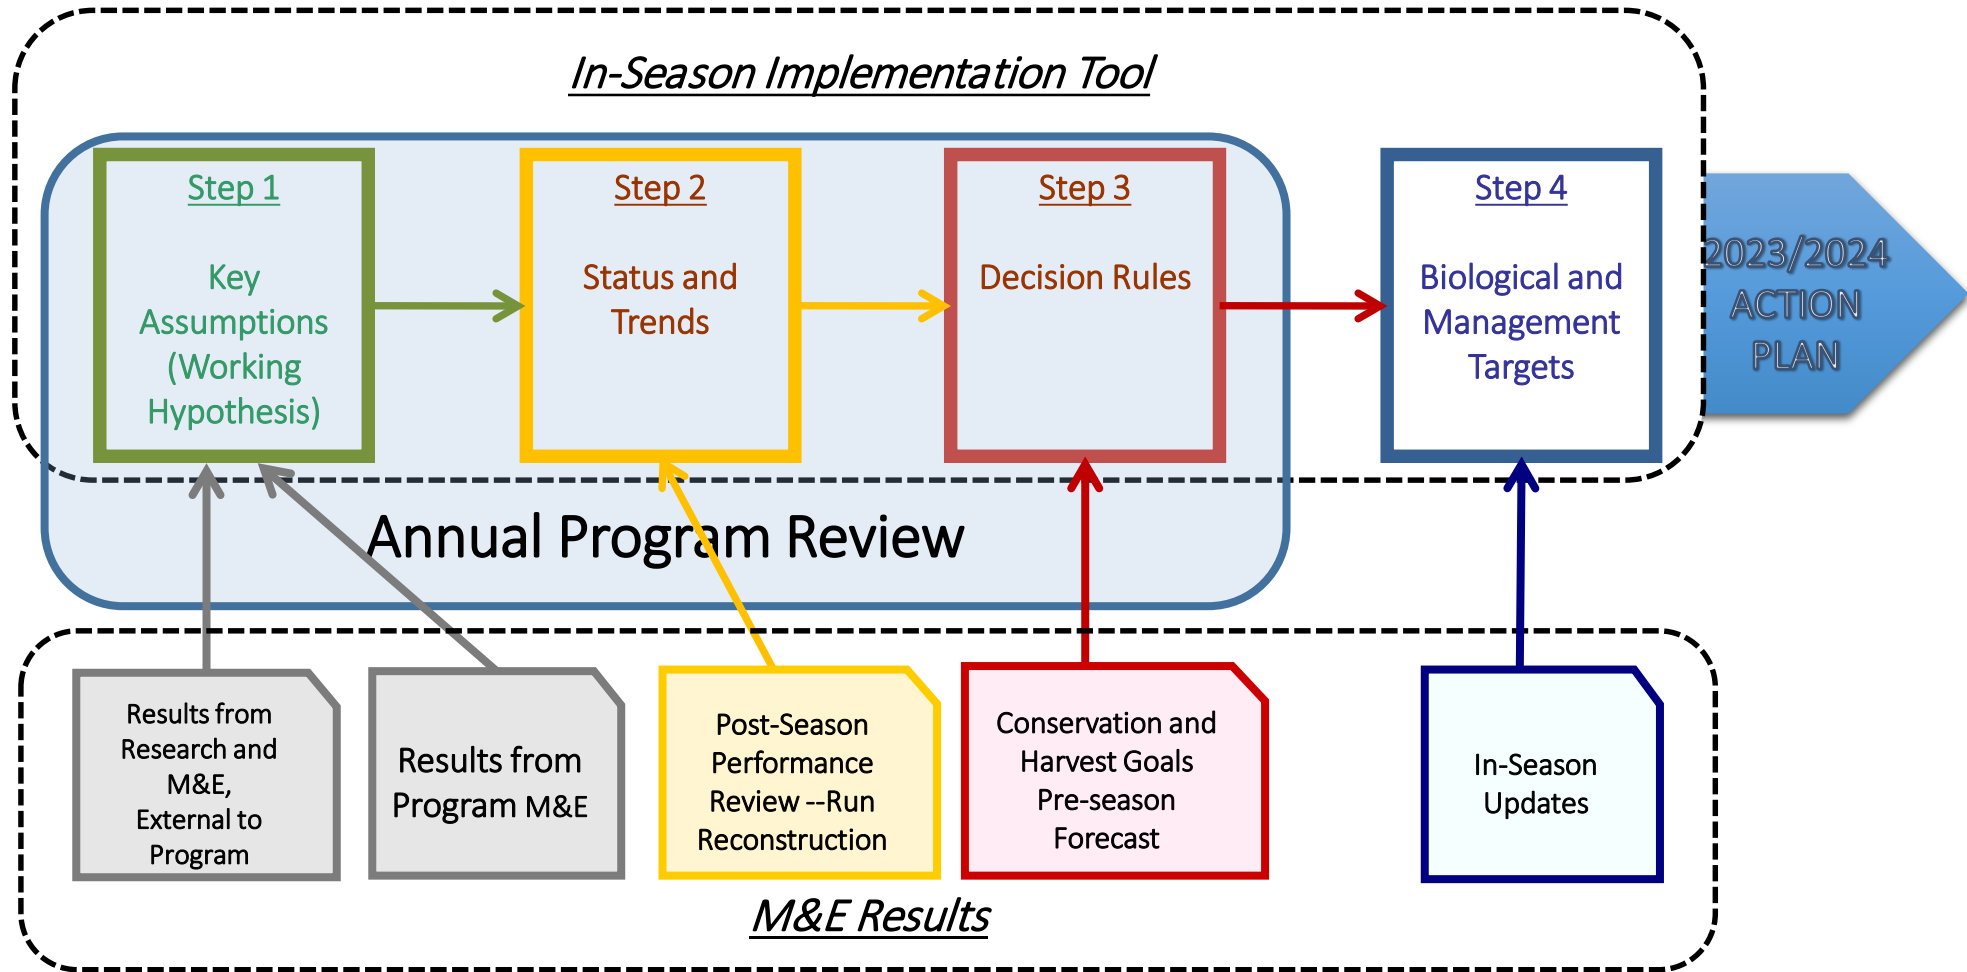 In-Season Implementation Tool
Step 1
Key
Assumptions
(Working
Hypothesis)
Step 2
Status and
Trends
Step 3
Decision Rules
Step 4
Biological and
Management
Targets
2023/2024
ACTION
PLAN
Annual Program Review
Results from
Research and
M&E,
External to
Program
Results from
Program M&E
Post-Season
Performance
Review --Run
Reconstruction
Conservation and
Harvest Goals
Pre-season
Forecast
In-Season
Updates
M&E Results